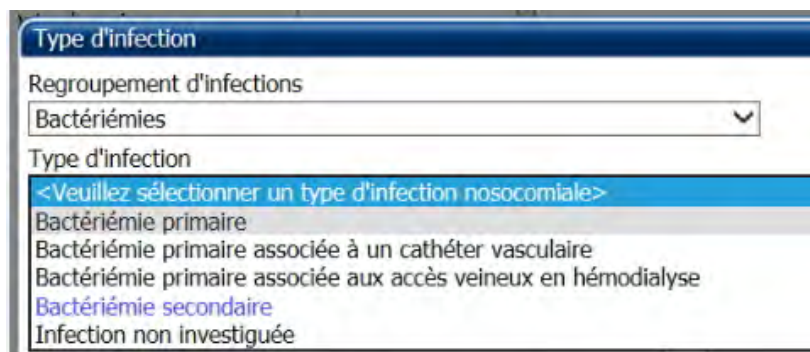 Type d'infection
Regroupement d'infections
Bactériémies
Type d'infection
<Veuillez sélectionner un type d'infection nosocomiale>
Bactériémie primaire
Bactériémie primaire associée à un cathéter vasculaire
Bactériémie primaire associée aux accès veineux en hémodialyse
Bactériémie secondaire
Infection non investiguée